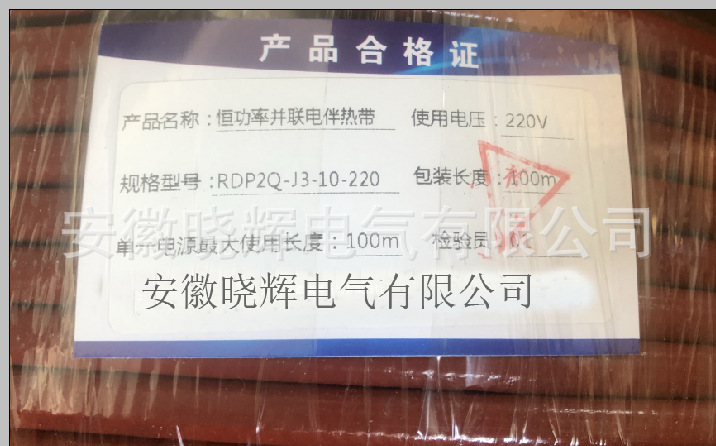 产品合格证
产品名称：恒功率并联电伴热带 使用电压：220V
规格型号：RDP2Q-J3-10-220 包装长度：100m
安徽晓辉电气有限公司
单一电源最大使用长度：100m 检验员：
安徽晓辉电气有限公司